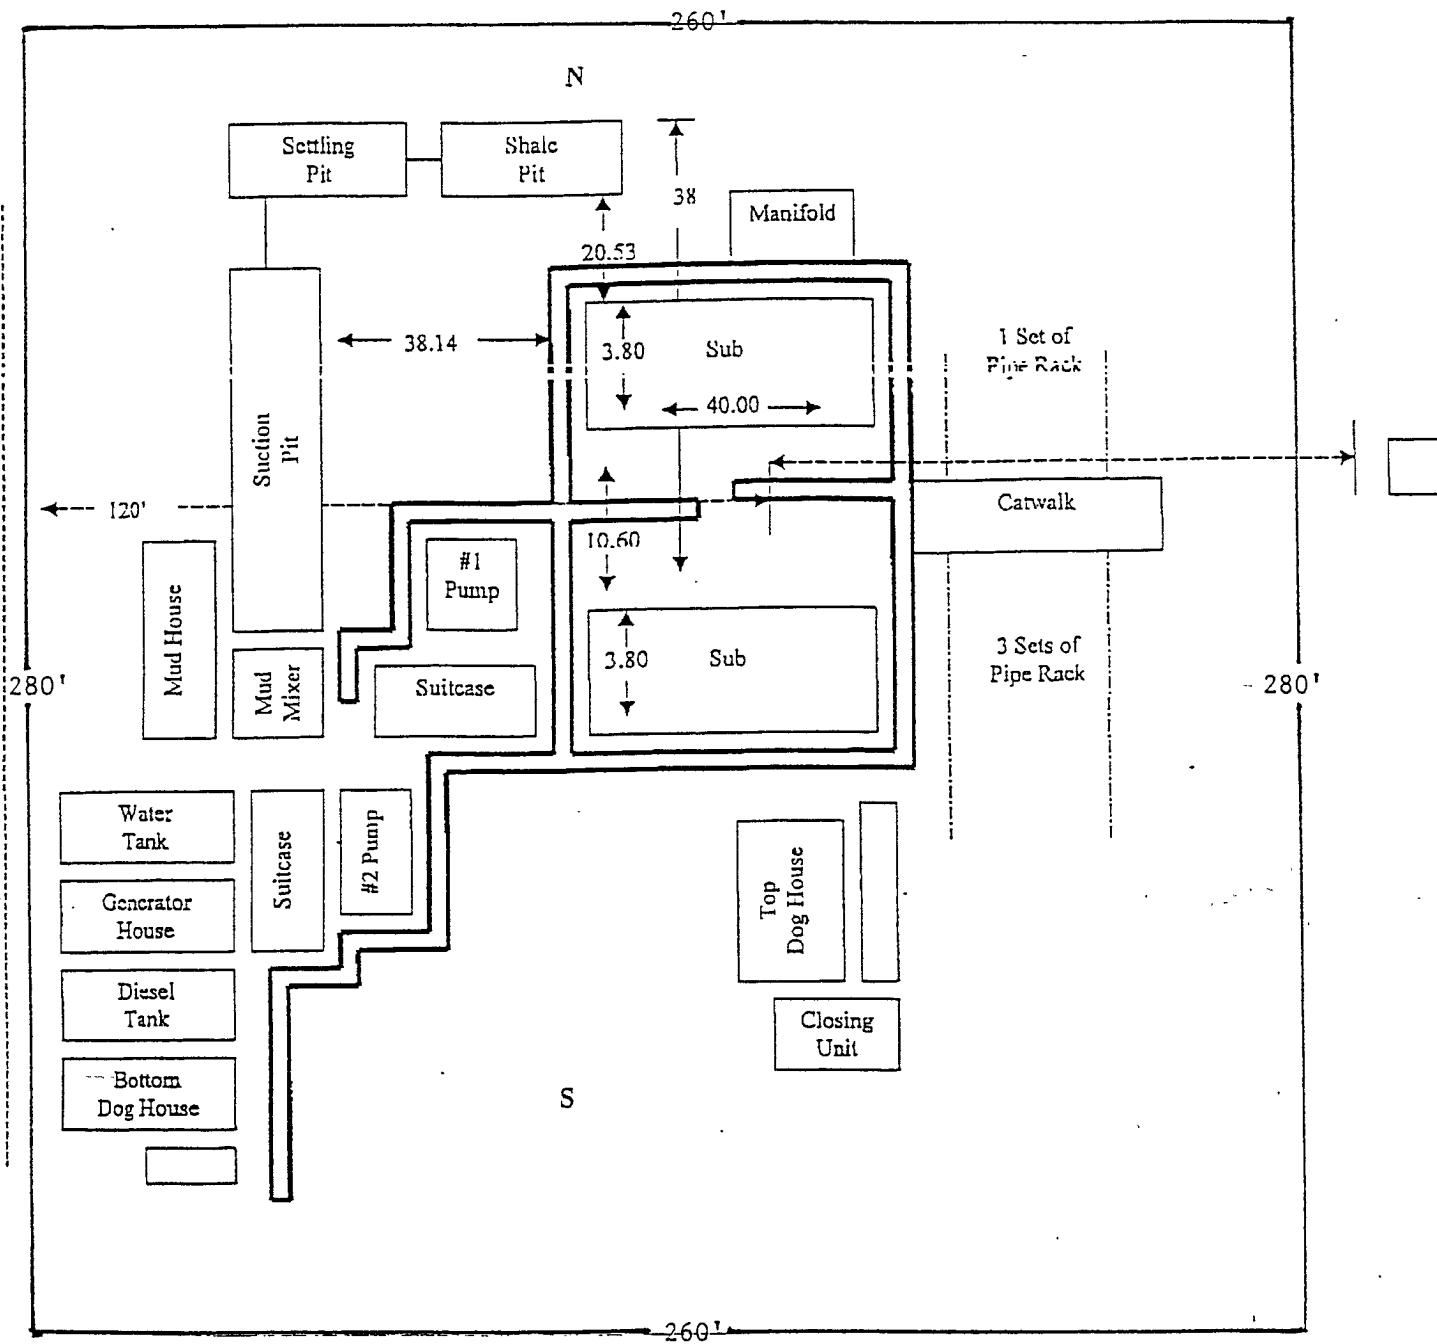 260'
N
Settling
Pit
Shale
Pit
38
Manifold
20.53
38.14
3.80
Sub
40.00
1 Set of
Pipe Rack
Suction
Pit
120'
Catwalk
10.60
#1
Pump
Mud House
Mud
Mixer
Suitcase
3.80
Sub
3 Sets of
Pipe Rack
280'
280'
Water
Tank
Suitcase
#2 Pump
Generator
House
Top
Dog House
Diesel
Tank
Closing
Unit
Bottom
Dog House
S
260'